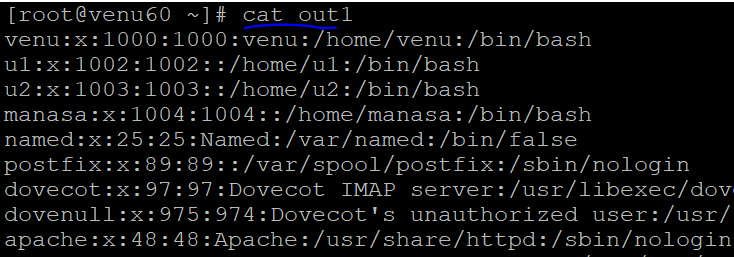 [root@venu60 ~]# cat out1
venu:x:1000:1000:venu:/home/venu:/bin/bash
u1:x:1002:1002::/home/u1:/bin/bash
u2:x:1003:1003::/home/u2:/bin/bash
manasa:x:1004:1004::/home/manasa:/bin/bash
named:x:25:25:Named:/var/named:/bin/false
postfix:x:89:89::/var/spool/postfix:/sbin/nologin
dovecot:x:97:97:Dovecot IMAP server:/usr/libexec/dov
dovenull:x:975:974:Dovecot's unauthorized user:/usr/
apache:x:48:48:Apache:/usr/share/httpd:/sbin/nologin